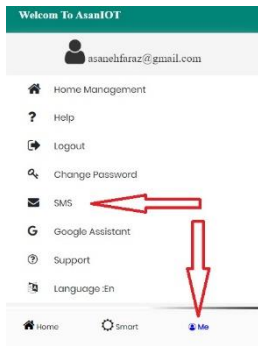 Welcome To AsanIOT
asanehfaraz@gmail.com
Home Management
? Help
Logout
Change Password
SMS
G Google Assistant
? Support
Language :En
Home Smart Me